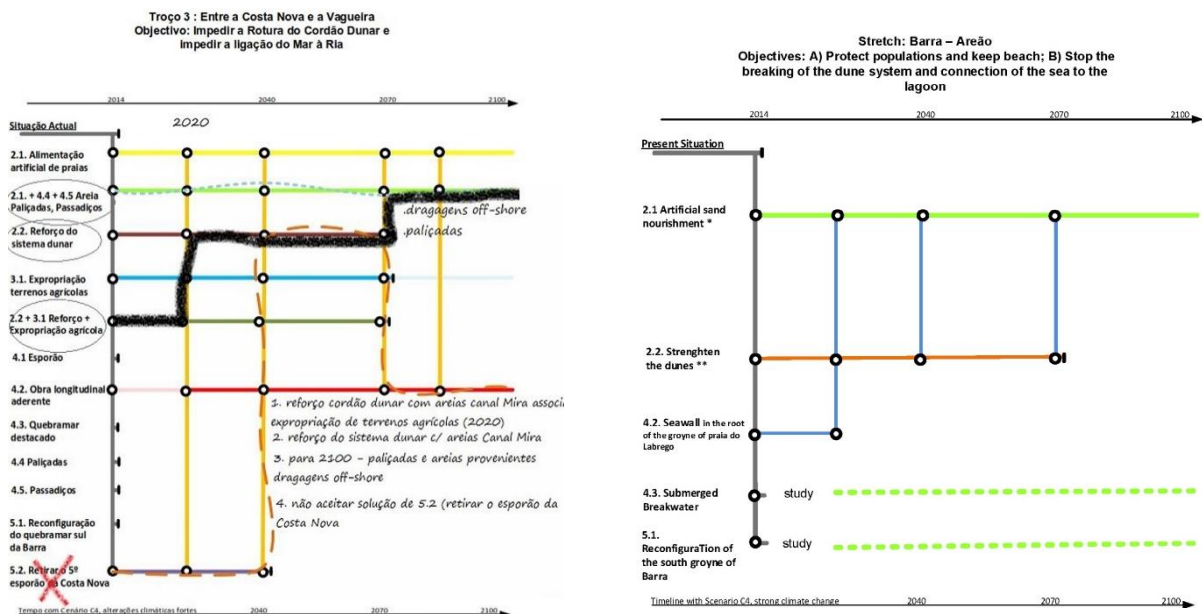 Troço 3 : Entre a Costa Nova e a Vagueira
Objectivo: Impedir a Rotura do Cordão Dunar e
Impedir a ligação do Mar à Ria
2014
2040
2070
2100
2020
Situação Actual
2.1. Alimentação
artificial de praias
2.1. + 4.4 + 4.5 Areia
Paliçadas, Passadiços
.dragagens off-shore
.paliçadas
2.2. Reforço do
sistema dunar
3.1. Expropriação
terrenos agrícolas
2.2 + 3.1 Reforço +
Expropriação agrícola
4.1 Esporão
4.2. Obra longitudinal
aderente
4.3. Quebramar
destacado
4.4 Paliçadas
4.5. Passadiços
5.1. Reconfiguração
do quebramar sul
da Barra
5.2. Retirar o 5º
esporão da Costa Nova
1. reforço cordão dunar com areias canal Mira associ
expropriação de terrenos agrícolas (2020)
2. reforço do sistema dunar c/ areias Canal Mira
3. para 2100 - paliçadas e areias provenientes
dragagens off-shore
4. não aceitar solução de 5.2 (retirar o esporão da
Costa Nova
Tempo com Cenário C4, alterações climáticas fortes
2040
2070
2100
Stretch: Barra – Areão
Objectives: A) Protect populations and keep beach; B) Stop the
breaking of the dune system and connection of the sea to the
lagoon
2014
2040
2070
2100
Present Situation
2.1 Artificial sand
nourishment *
2.2. Strenghten
the dunes **
4.2. Seawall in the root
of the groyne of praia do
Labrego
4.3. Submerged
Breakwater
study
5.1.
ReconfiguraTion of
the south groyne of
Barra
study
Timeline with Scenario C4, strong climate change
2040
2070
2100